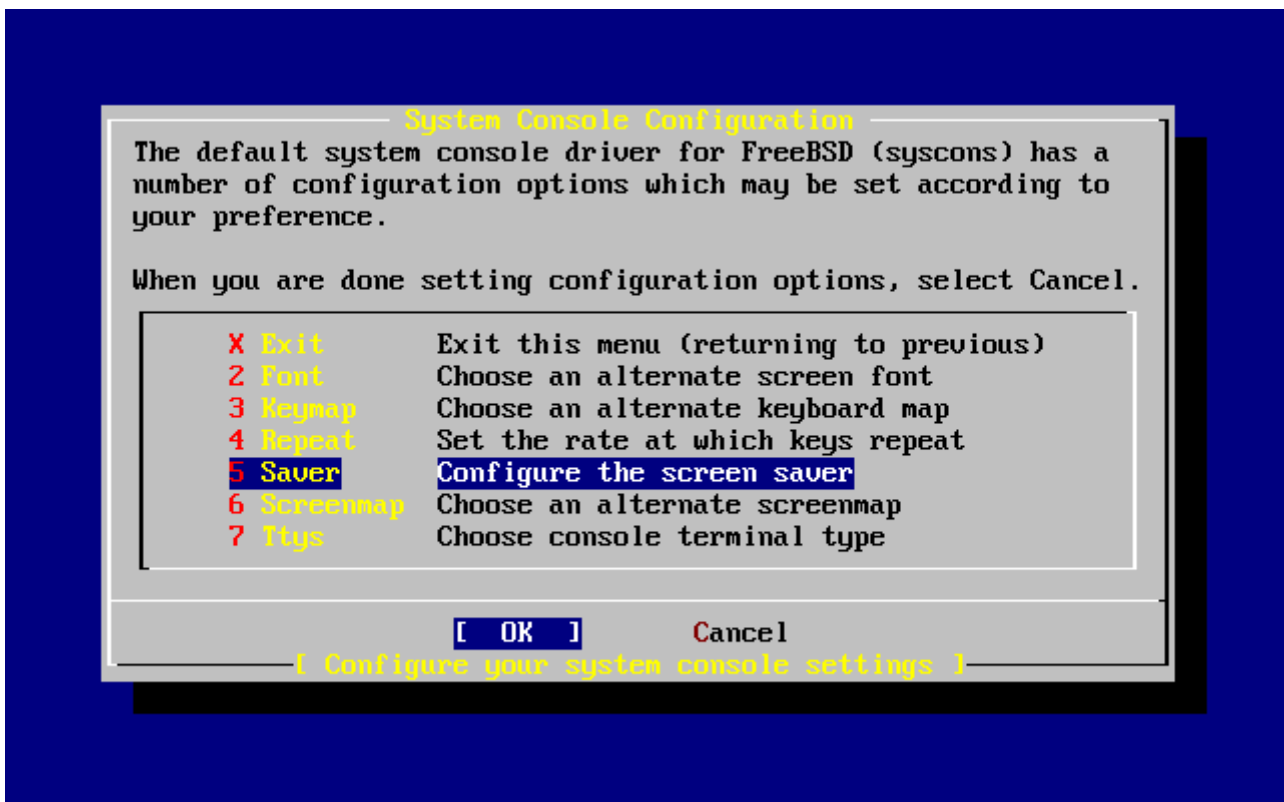 System Console Configuration
The default system console driver for FreeBSD (syscons) has a
number of configuration options which may be set according to
your preference.
When you are done setting configuration options, select Cancel.
X Exit Exit this menu (returning to previous)
2 Font Choose an alternate screen font
3 Keymap Choose an alternate keyboard map
4 Repeat Set the rate at which keys repeat
5 Saver Configure the screen saver
6 Screenmap Choose an alternate screenmap
7 Ttys Choose console terminal type
[ OK ] Cancel
[ Configure your system console settings ]